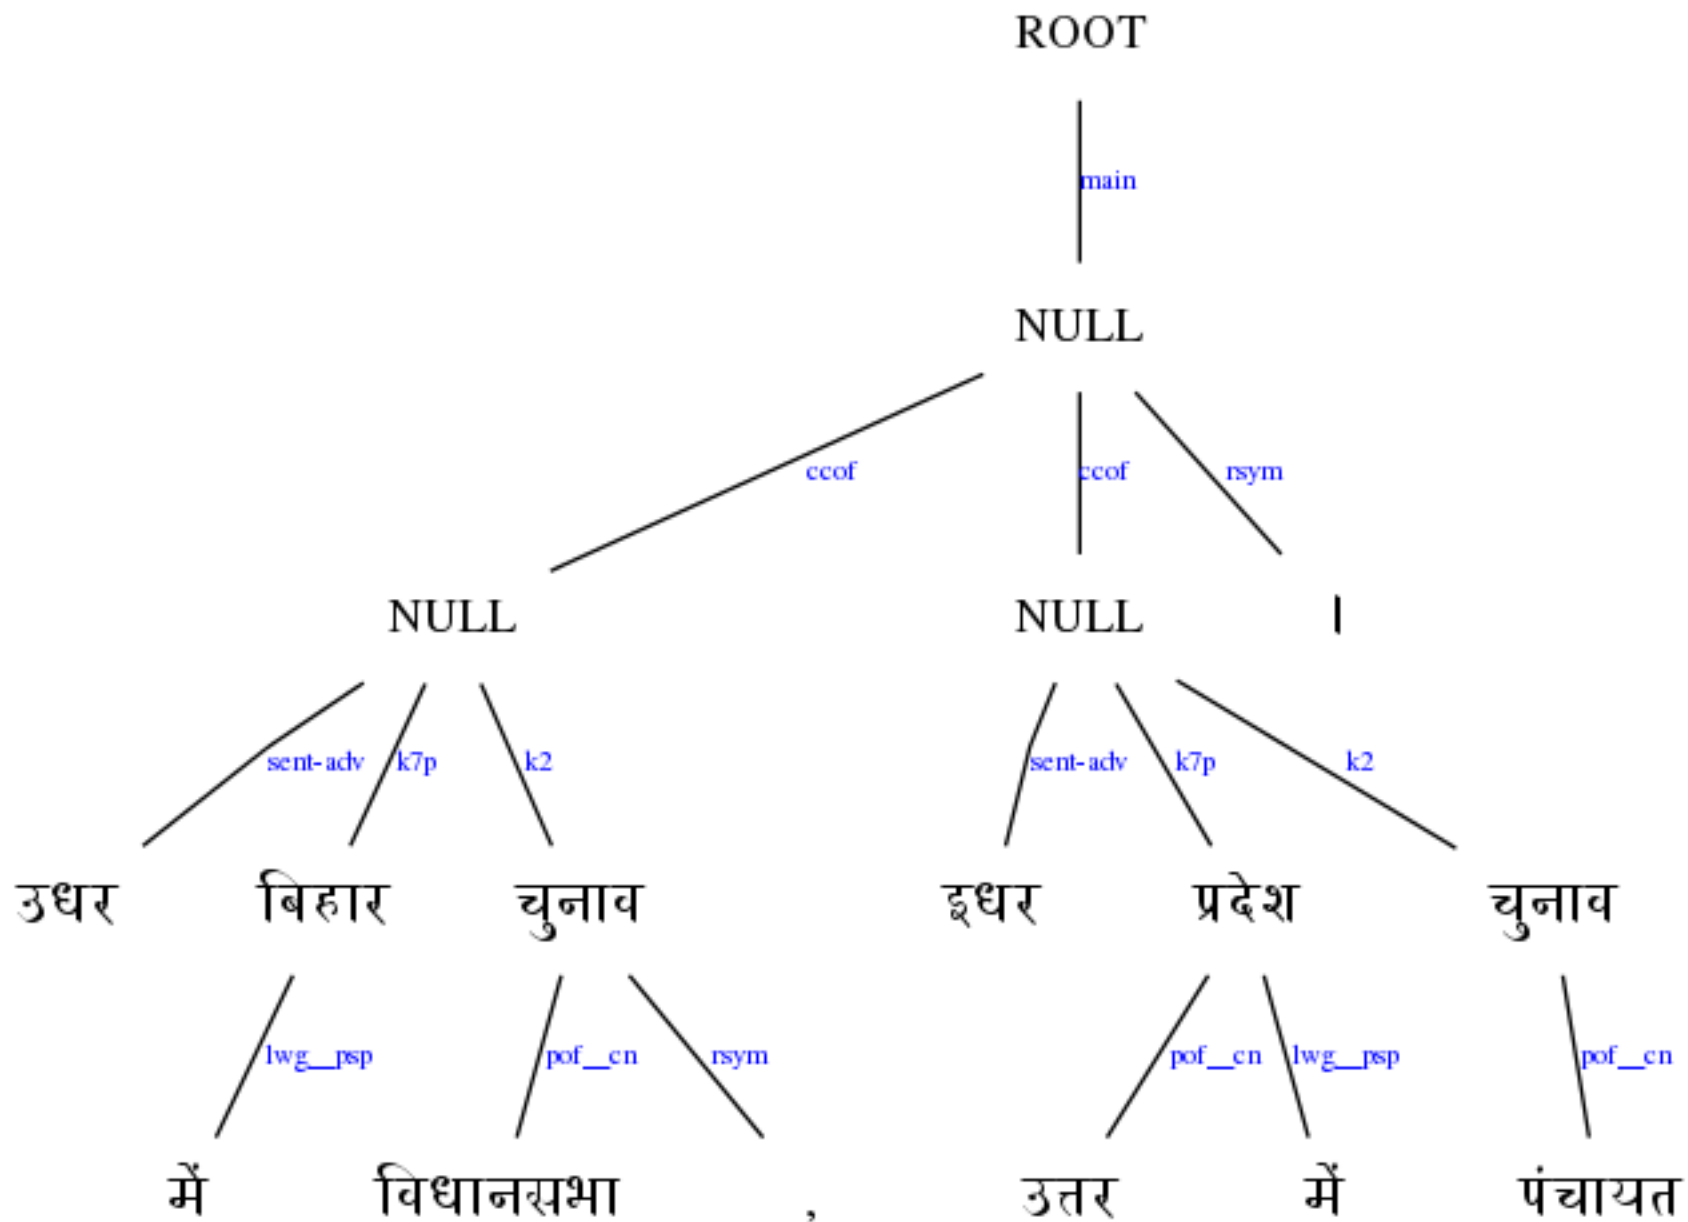 ROOT
main
NULL
ccof ccof rsym
NULL NULL ।
sent-adv k7p k2 sent-adv k7p k2
उधर बिहार चुनाव इधर प्रदेश चुनाव
lwg__psp pof__cn rsym pof__cn lwg__psp pof__cn
में विधानसभा , उत्तर में पंचायत